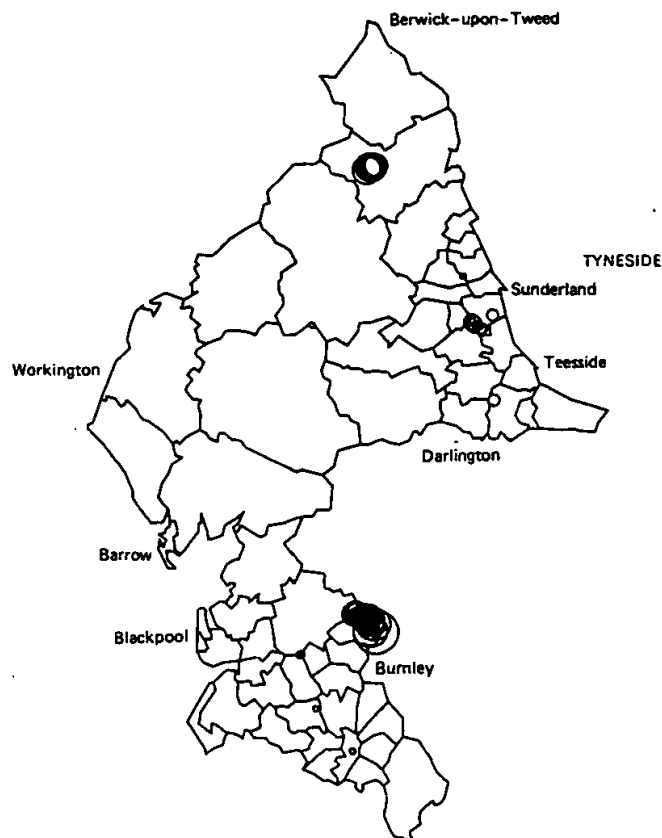 Berwick-upon-Tweed
TYNESIDE
Sunderland
Workington
Teesside
Darlington
Barrow
Blackpool
Burnley